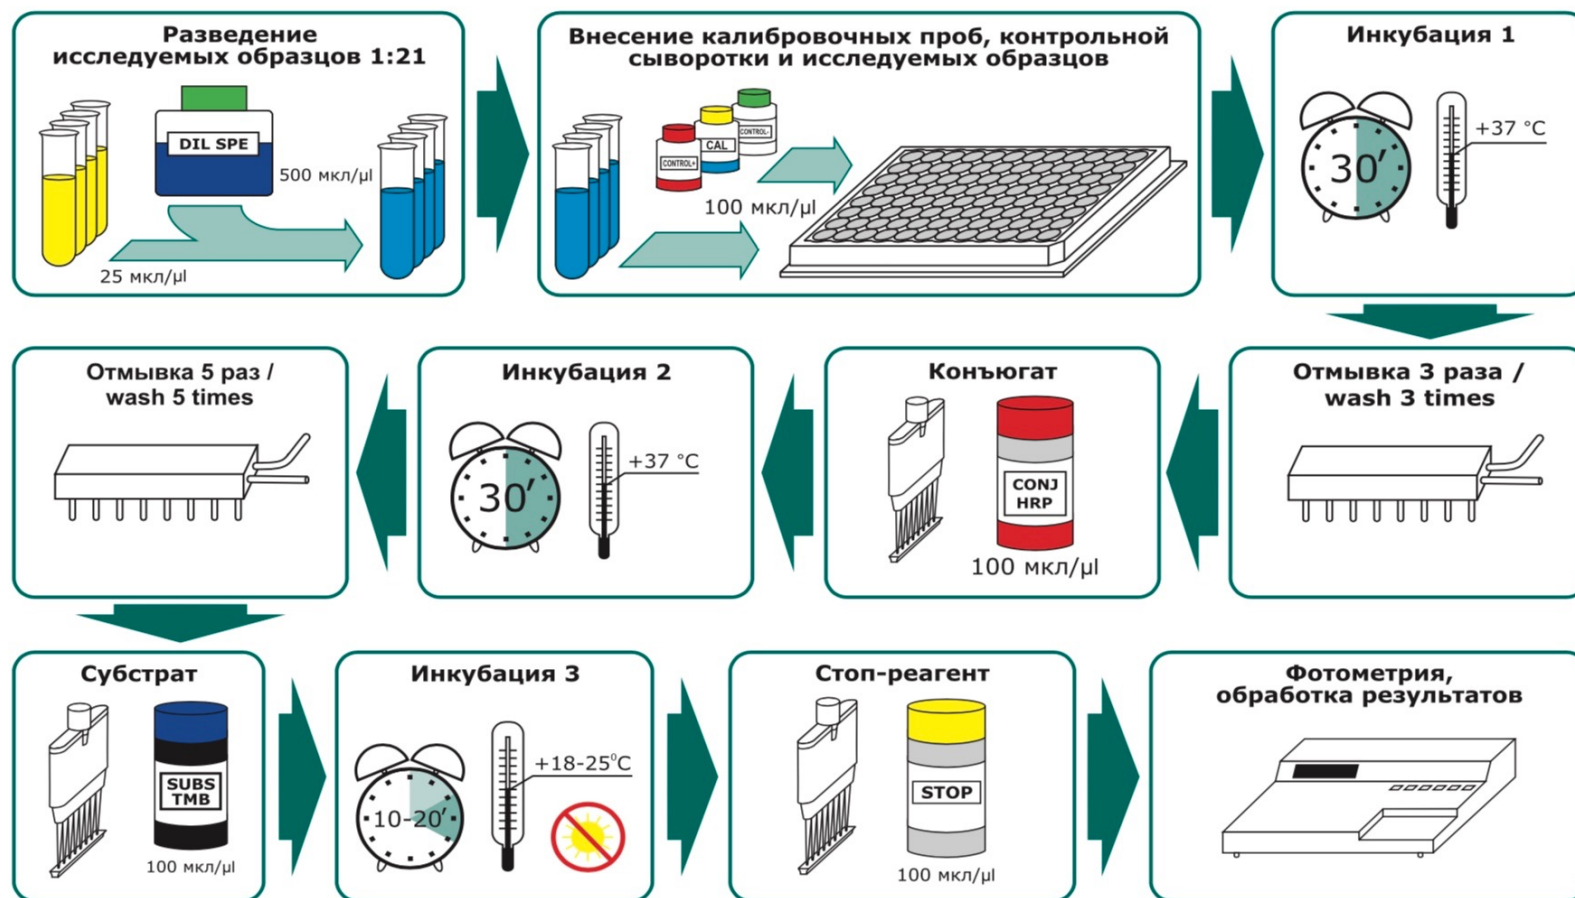 Разведение
исследуемых образцов 1:21
DIL SPE
500 мкл/µl
25 мкл/µl
Внесение калибровочных проб, контрольной
сыворотки и исследуемых образцов
CONTROL+
CAL
CONTROL-
100 мкл/µl
Инкубация 1
30′
+37 °C
Отмывка 5 раз /
wash 5 times
Инкубация 2
30′
+37 °C
Конъюгат
CONJ
HRP
100 мкл/µl
Отмывка 3 раза /
wash 3 times
Субстрат
SUBS
TMB
100 мкл/µl
Инкубация 3
10-20′
+18-25°C
Стоп-реагент
STOP
100 мкл/µl
Фотометрия,
обработка результатов